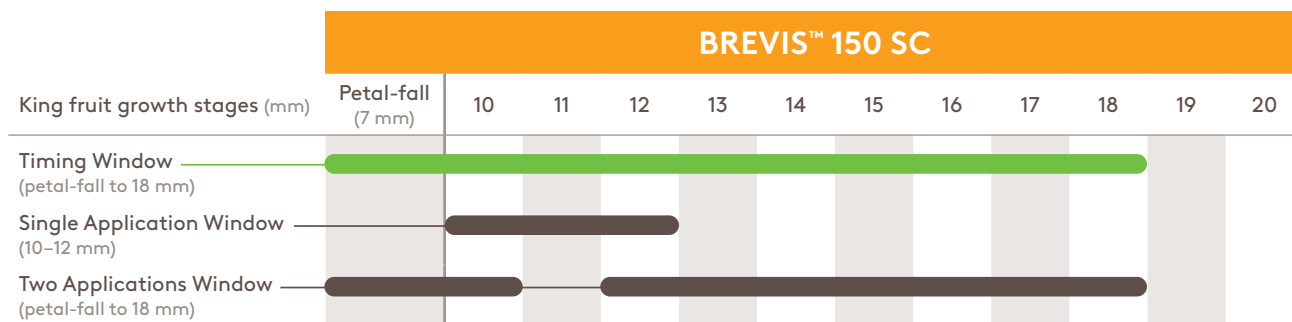 BREVIS™ 150 SC
King fruit growth stages (mm) Petal-fall (7 mm) 10 11 12 13 14 15 16 17 18 19 20
Timing Window
(petal-fall to 18 mm)
Single Application Window
(10–12 mm)
Two Applications Window
(petal-fall to 18 mm)